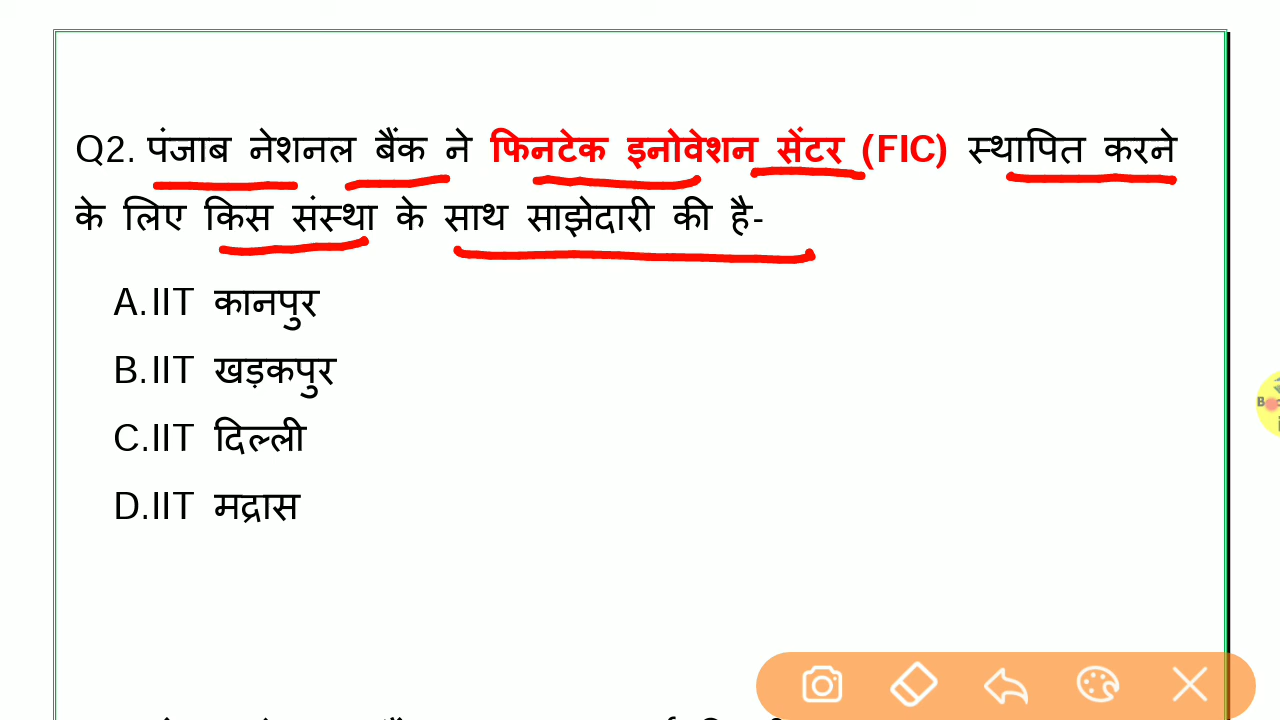 Q2. पंजाब नेशनल बैंक ने फिनटेक इनोवेशन सेंटर (FIC) स्थापित करने
के लिए किस संस्था के साथ साझेदारी की है-
A.IIT कानपुर
B.IIT खड़कपुर
C.IIT दिल्ली
D.IIT मद्रास